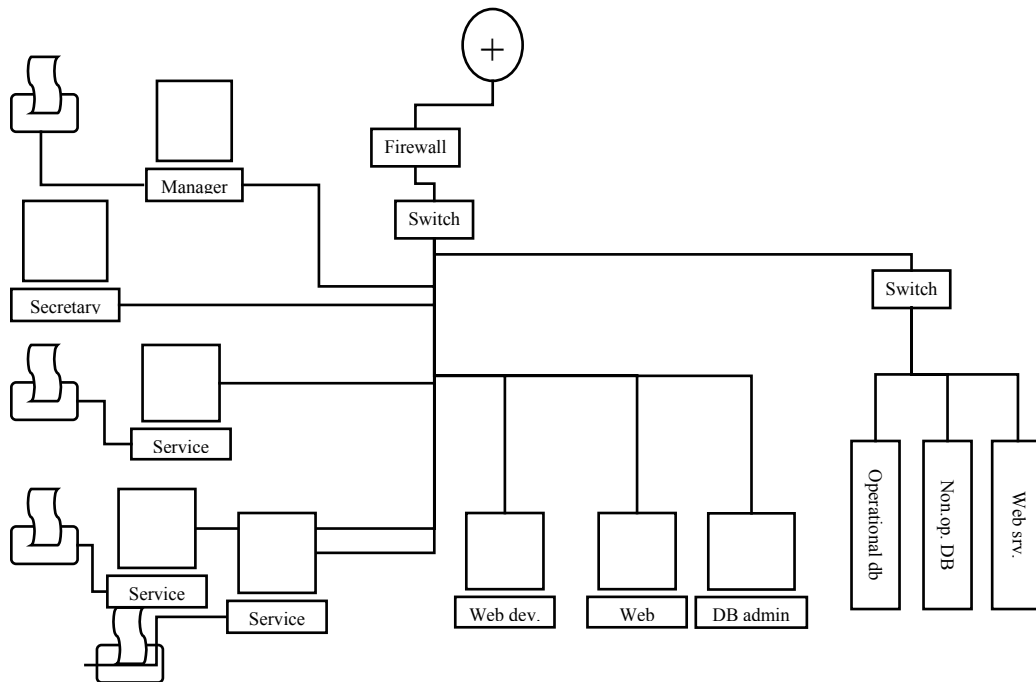 Firewall
Manager
Switch
Switch
Secretary
Service
Operational db
Non.op. DB
Web srv.
Service
Service
Web dev.
Web
DB admin